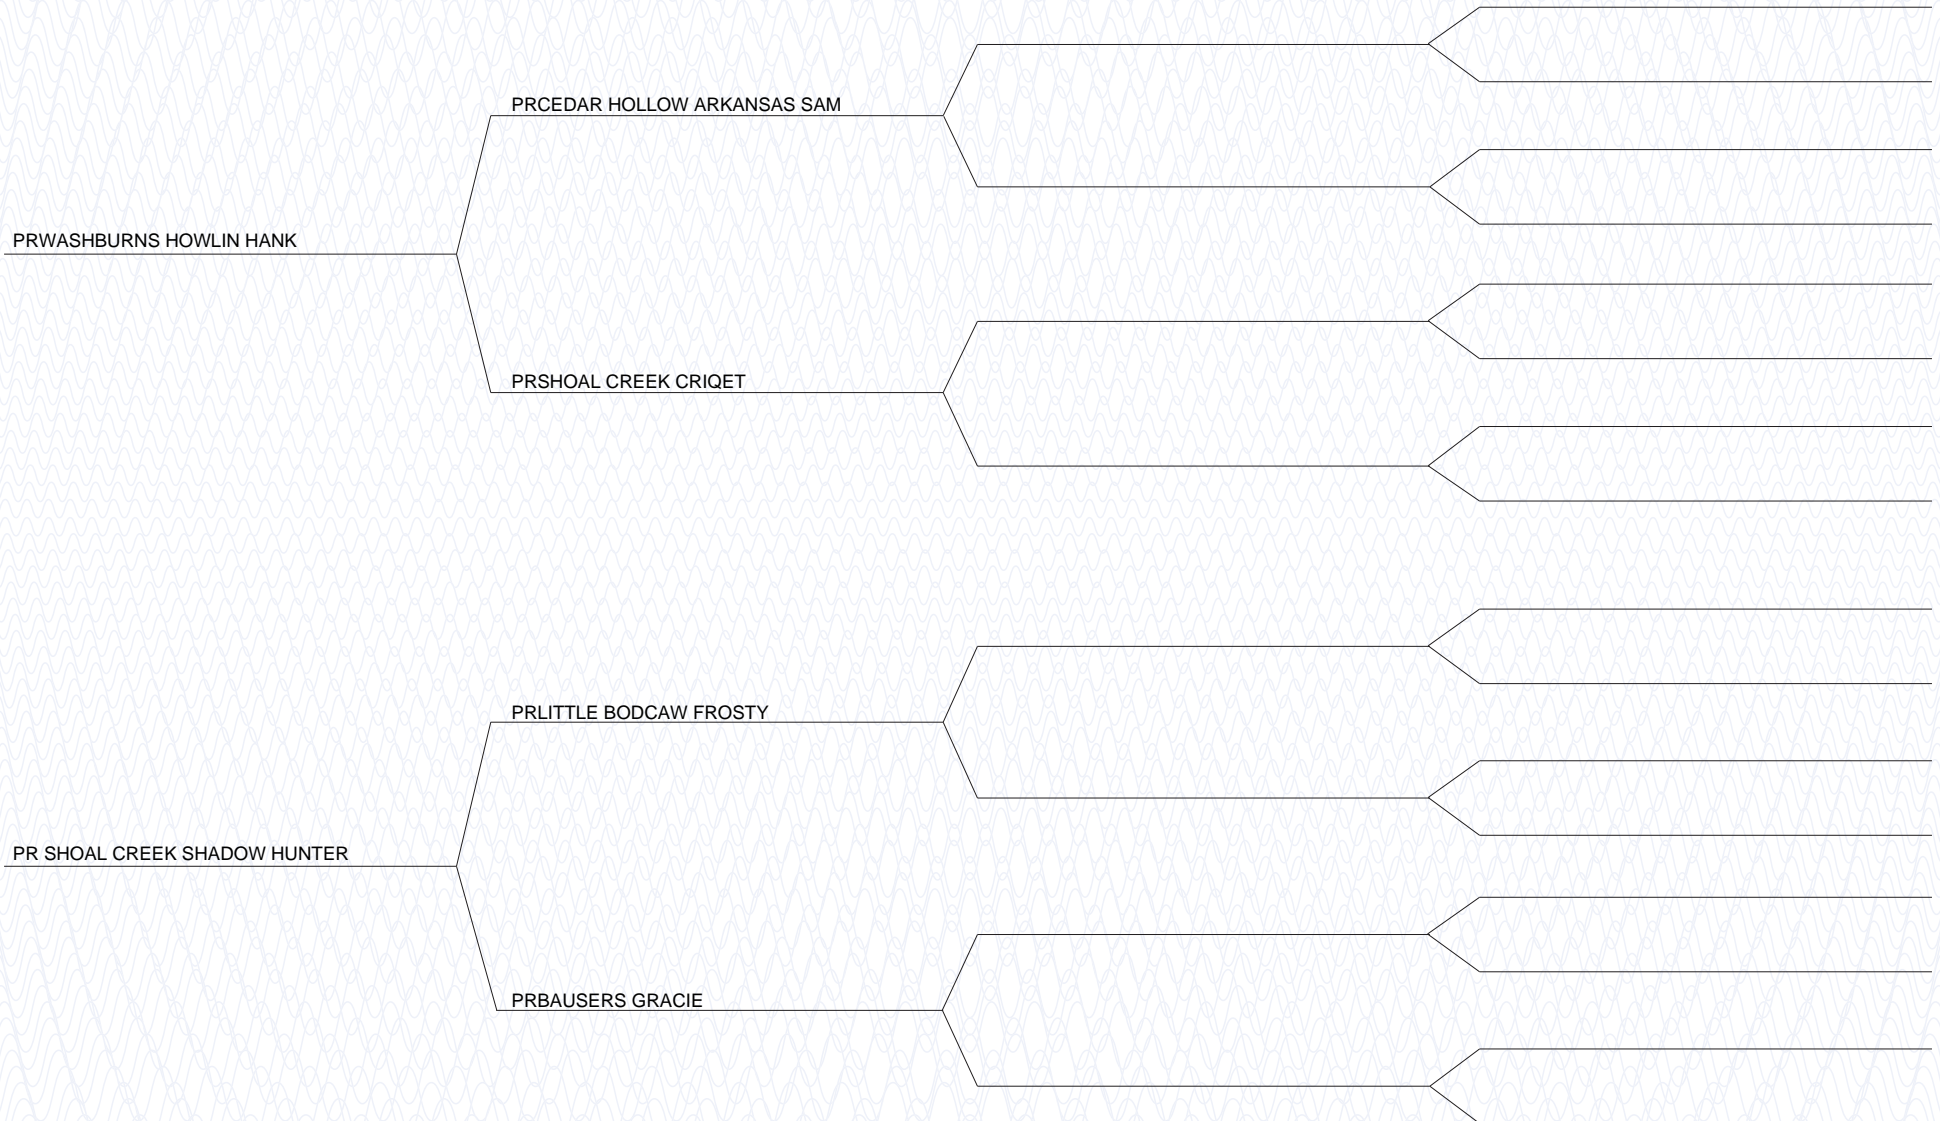 PRCEDAR HOLLOW ARKANSAS SAM
PRWASHBURNS HOWLIN HANK
PRSHOAL CREEK CRIQET
PRLITTLE BODCAW FROSTY
PR SHOAL CREEK SHADOW HUNTER
PRBAUSERS GRACIE